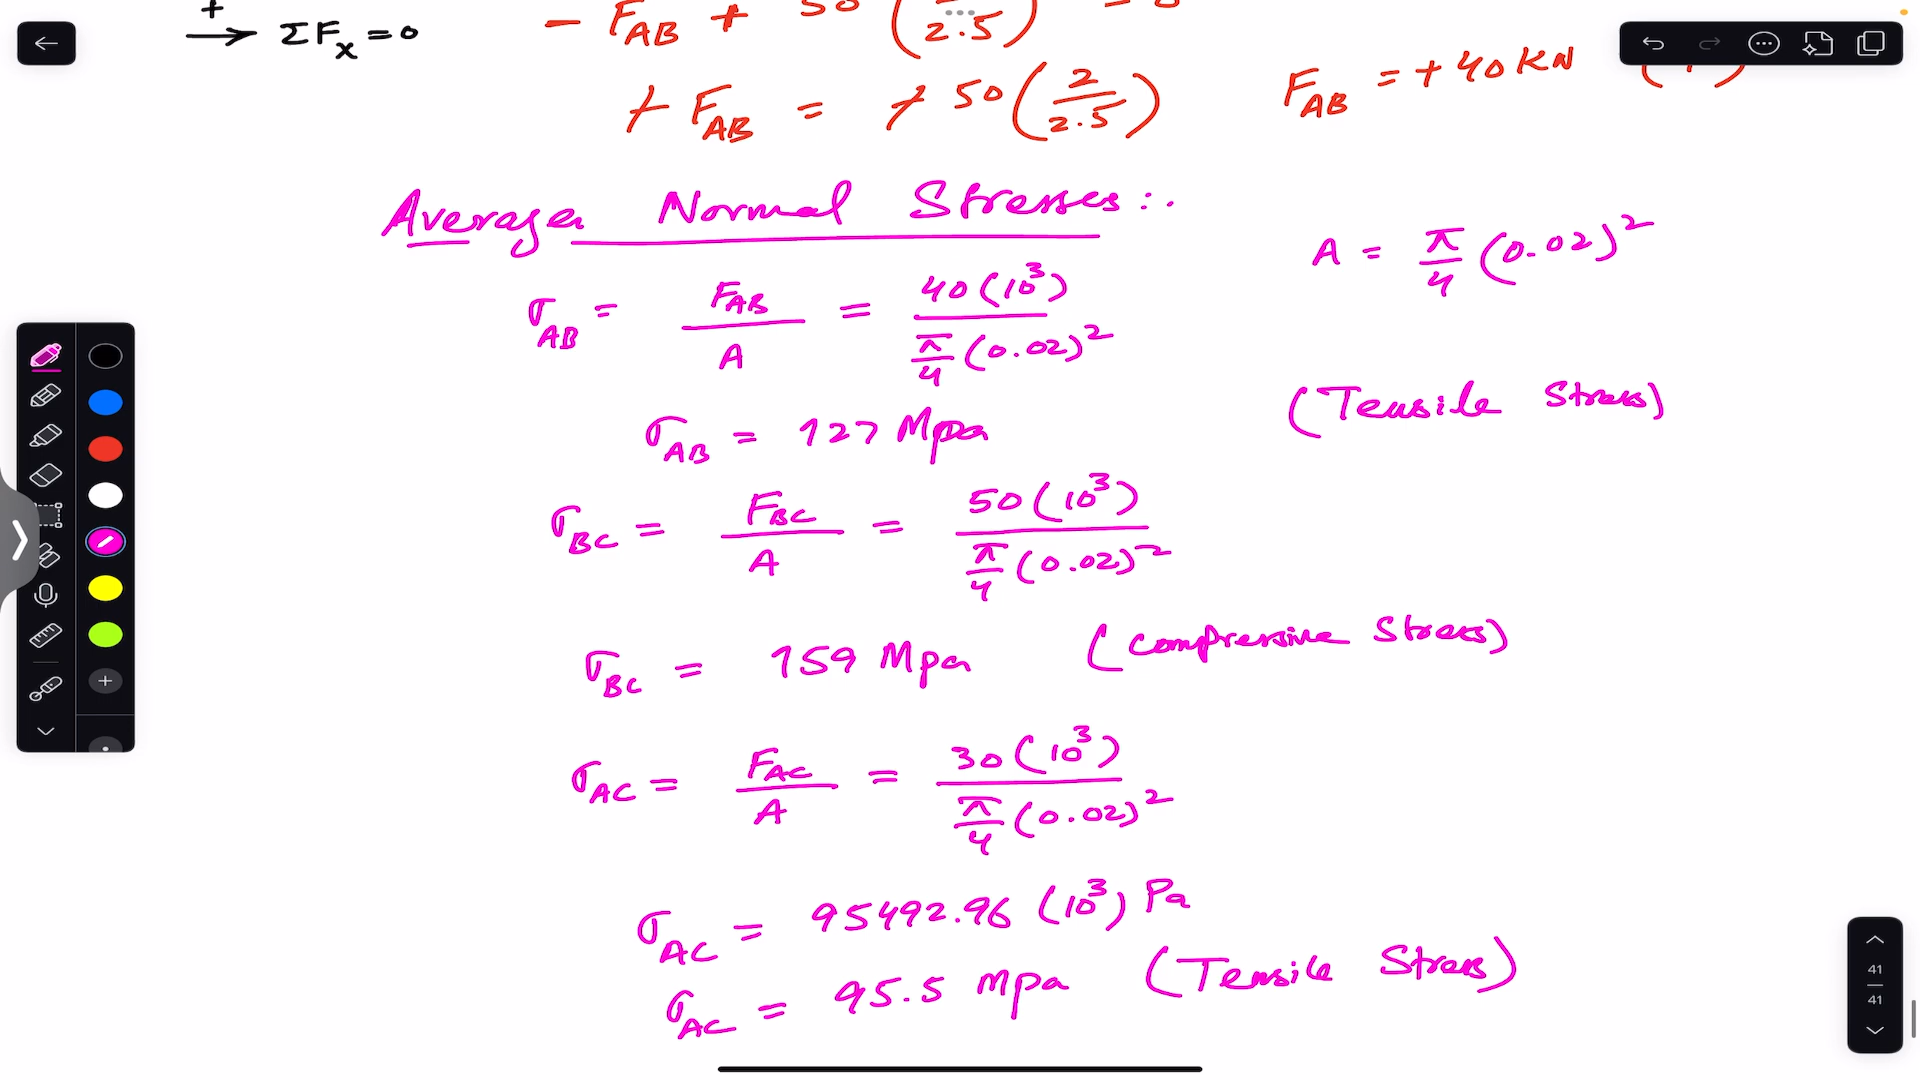 +
→ ΣFx = 0
- FAB + 50 ( /2.5) = 0
+ FAB = + 50 (2/2.5)
FAB = + 40 KN
Average Normal Stresses :.
A = π/4 (0.02)²
σAB = FAB/A = 40(10³) / π/4 (0.02)²
σAB = 127 Mpa
(Tensile Stress)
σBC = FBC/A = 50(10³) / π/4 (0.02)²
σBC = 159 Mpa (Compressive Stress)
σAC = FAC/A = 30(10³) / π/4 (0.02)²
σAC = 95492.96 (10³) Pa
σAC = 95.5 mpa (Tensile Stress)
41
41